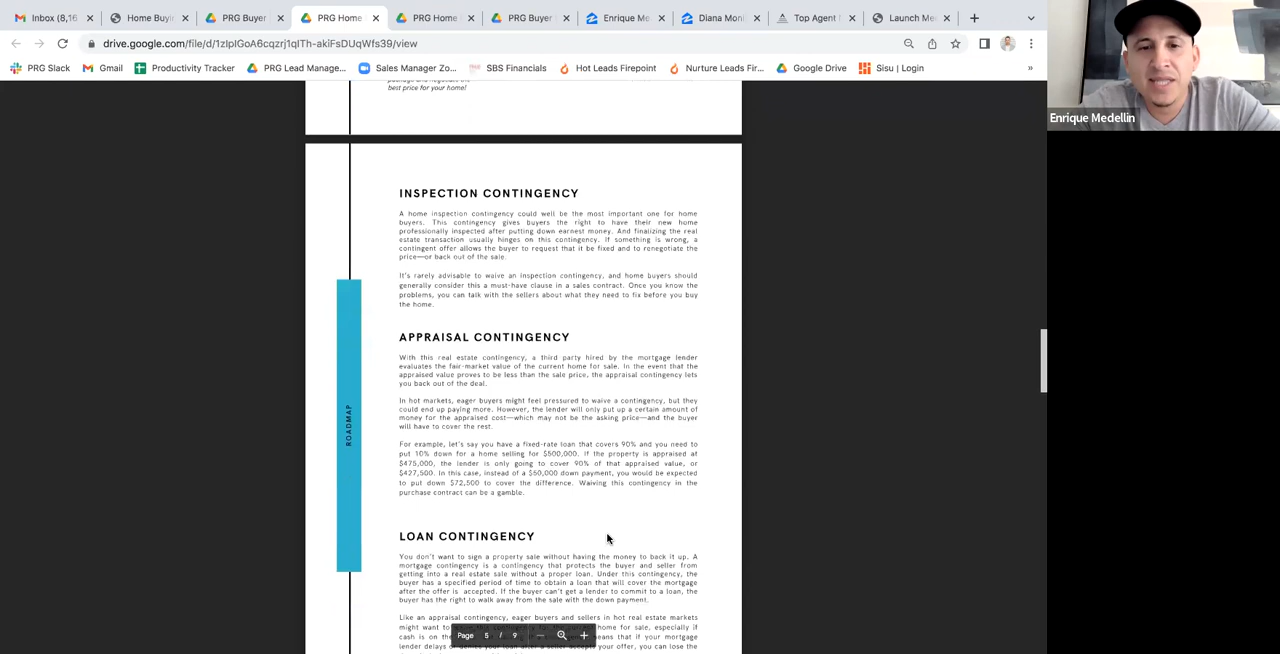 Inbox (8,16
Home Buyi
PRG Buyer
PRG Home
PRG Home
PRG Buyer
Enrique Me
Diana Mon
Top Agent
Launch Me
drive.google.com/file/d/1zIpIGoA6cqzrj1qITh-akiFsDUqWfs39/view
PRG Slack
Gmail
Productivity Tracker
PRG Lead Manage...
Sales Manager Zo...
SBS Financials
Hot Leads Firepoint
Nurture Leads Fir...
Google Drive
Sisu | Login
»
best price for your home!
Enrique Medellin
INSPECTION CONTINGENCY
A home inspection contingency could well be the most important one for home
buyers. This contingency gives buyers the right to have their new home
professionally inspected after putting down earnest money. And finalizing the real
estate transaction usually hinges on this contingency. If something is wrong, a
contingent offer allows the buyer to request that it be fixed and to renegotiate the
price—or back out of the sale.
It's rarely advisable to waive an inspection contingency, and home buyers should
generally consider this a must-have clause in a sales contract. Once you know the
problems, you can talk with the sellers about what they need to fix before you buy
the home.
APPRAISAL CONTINGENCY
With this real estate contingency, a third party hired by the mortgage lender
evaluates the fair-market value of the current home for sale. In the event that the
appraised value proves to be less than the sale price, the appraisal contingency lets
you back out of the deal.
In hot markets, eager buyers might feel pressured to waive a contingency, but they
could end up paying more. However, the lender will only put up a certain amount of
money for the appraised cost—which may not be the asking price—and the buyer
will have to cover the rest.
For example, let's say you have a fixed-rate loan that covers 90% and you need to
put 10% down for a home selling for $500,000. If the property is appraised at
$475,000, the lender is only going to cover 90% of that appraised value, or
$427,500. In this case, instead of a $50,000 down payment, you would be expected
to put down $72,500 to cover the difference. Waiving this contingency in the
purchase contract can be a gamble.
ROADMAP
LOAN CONTINGENCY
You don't want to sign a property sale without having the money to back it up. A
mortgage contingency is a contingency that protects the buyer and seller from
getting into a real estate sale without a proper loan. Under this contingency, the
buyer has a specified period of time to obtain a loan that will cover the mortgage
after the offer is accepted. If the buyer can't get a lender to commit to a loan, the
buyer has the right to walk away from the sale with the down payment.
Like an appraisal contingency, eager buyers and sellers in hot real estate markets
might want to home for sale, especially if
cash is on the means that if your mortgage
lender delays your offer, you can lose the
Page 5 / 9